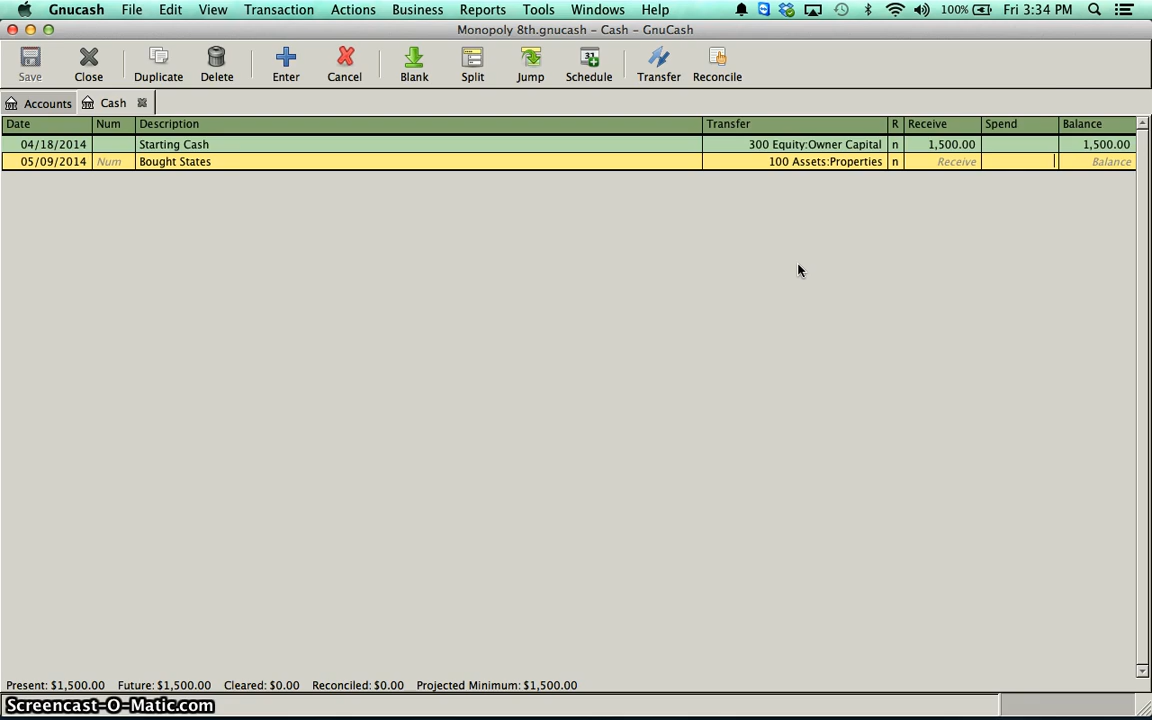 Gnucash File Edit View Transaction Actions Business Reports Tools Windows Help 100% Fri 3:34 PM
Monopoly 8th.gnucash – Cash – GnuCash
Save Close Duplicate Delete Enter Cancel Blank Split Jump Schedule Transfer Reconcile
Accounts Cash
Date Num Description Transfer R Receive Spend Balance
04/18/2014 Starting Cash 300 Equity:Owner Capital n 1,500.00 1,500.00
05/09/2014 Num Bought States 100 Assets:Properties n Receive Balance
Present: $1,500.00 Future: $1,500.00 Cleared: $0.00 Reconciled: $0.00 Projected Minimum: $1,500.00
Screencast-O-Matic.com